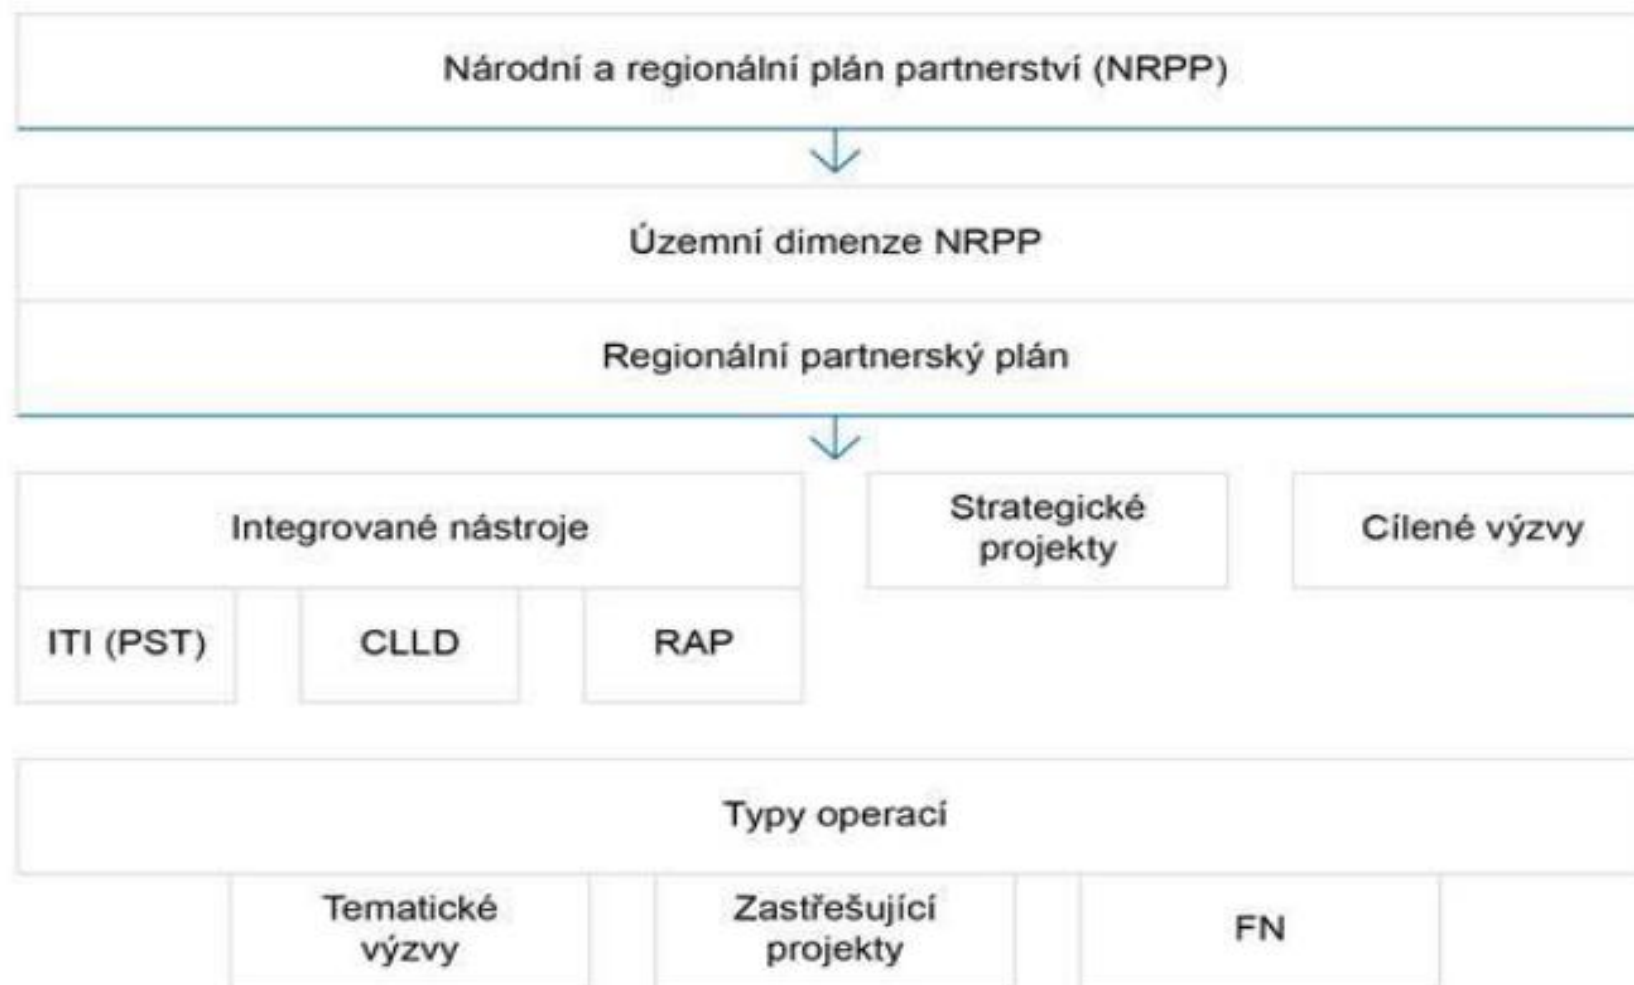 Národní a regionální plán partnerství (NRPP)
Územní dimenze NRPP
Regionální partnerský plán
Integrované nástroje
Strategické
projekty
Cílené výzvy
ITI (PST)
CLLD
RAP
Typy operací
Tematické
výzvy
Zastřešující
projekty
FN